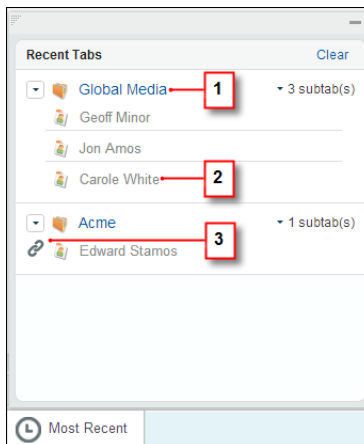 Recent Tabs Clear
Global Media 1 3 subtab(s)
Geoff Minor
Jon Amos
Carole White 2
Acme 1 subtab(s)
3
Edward Stamos
Most Recent